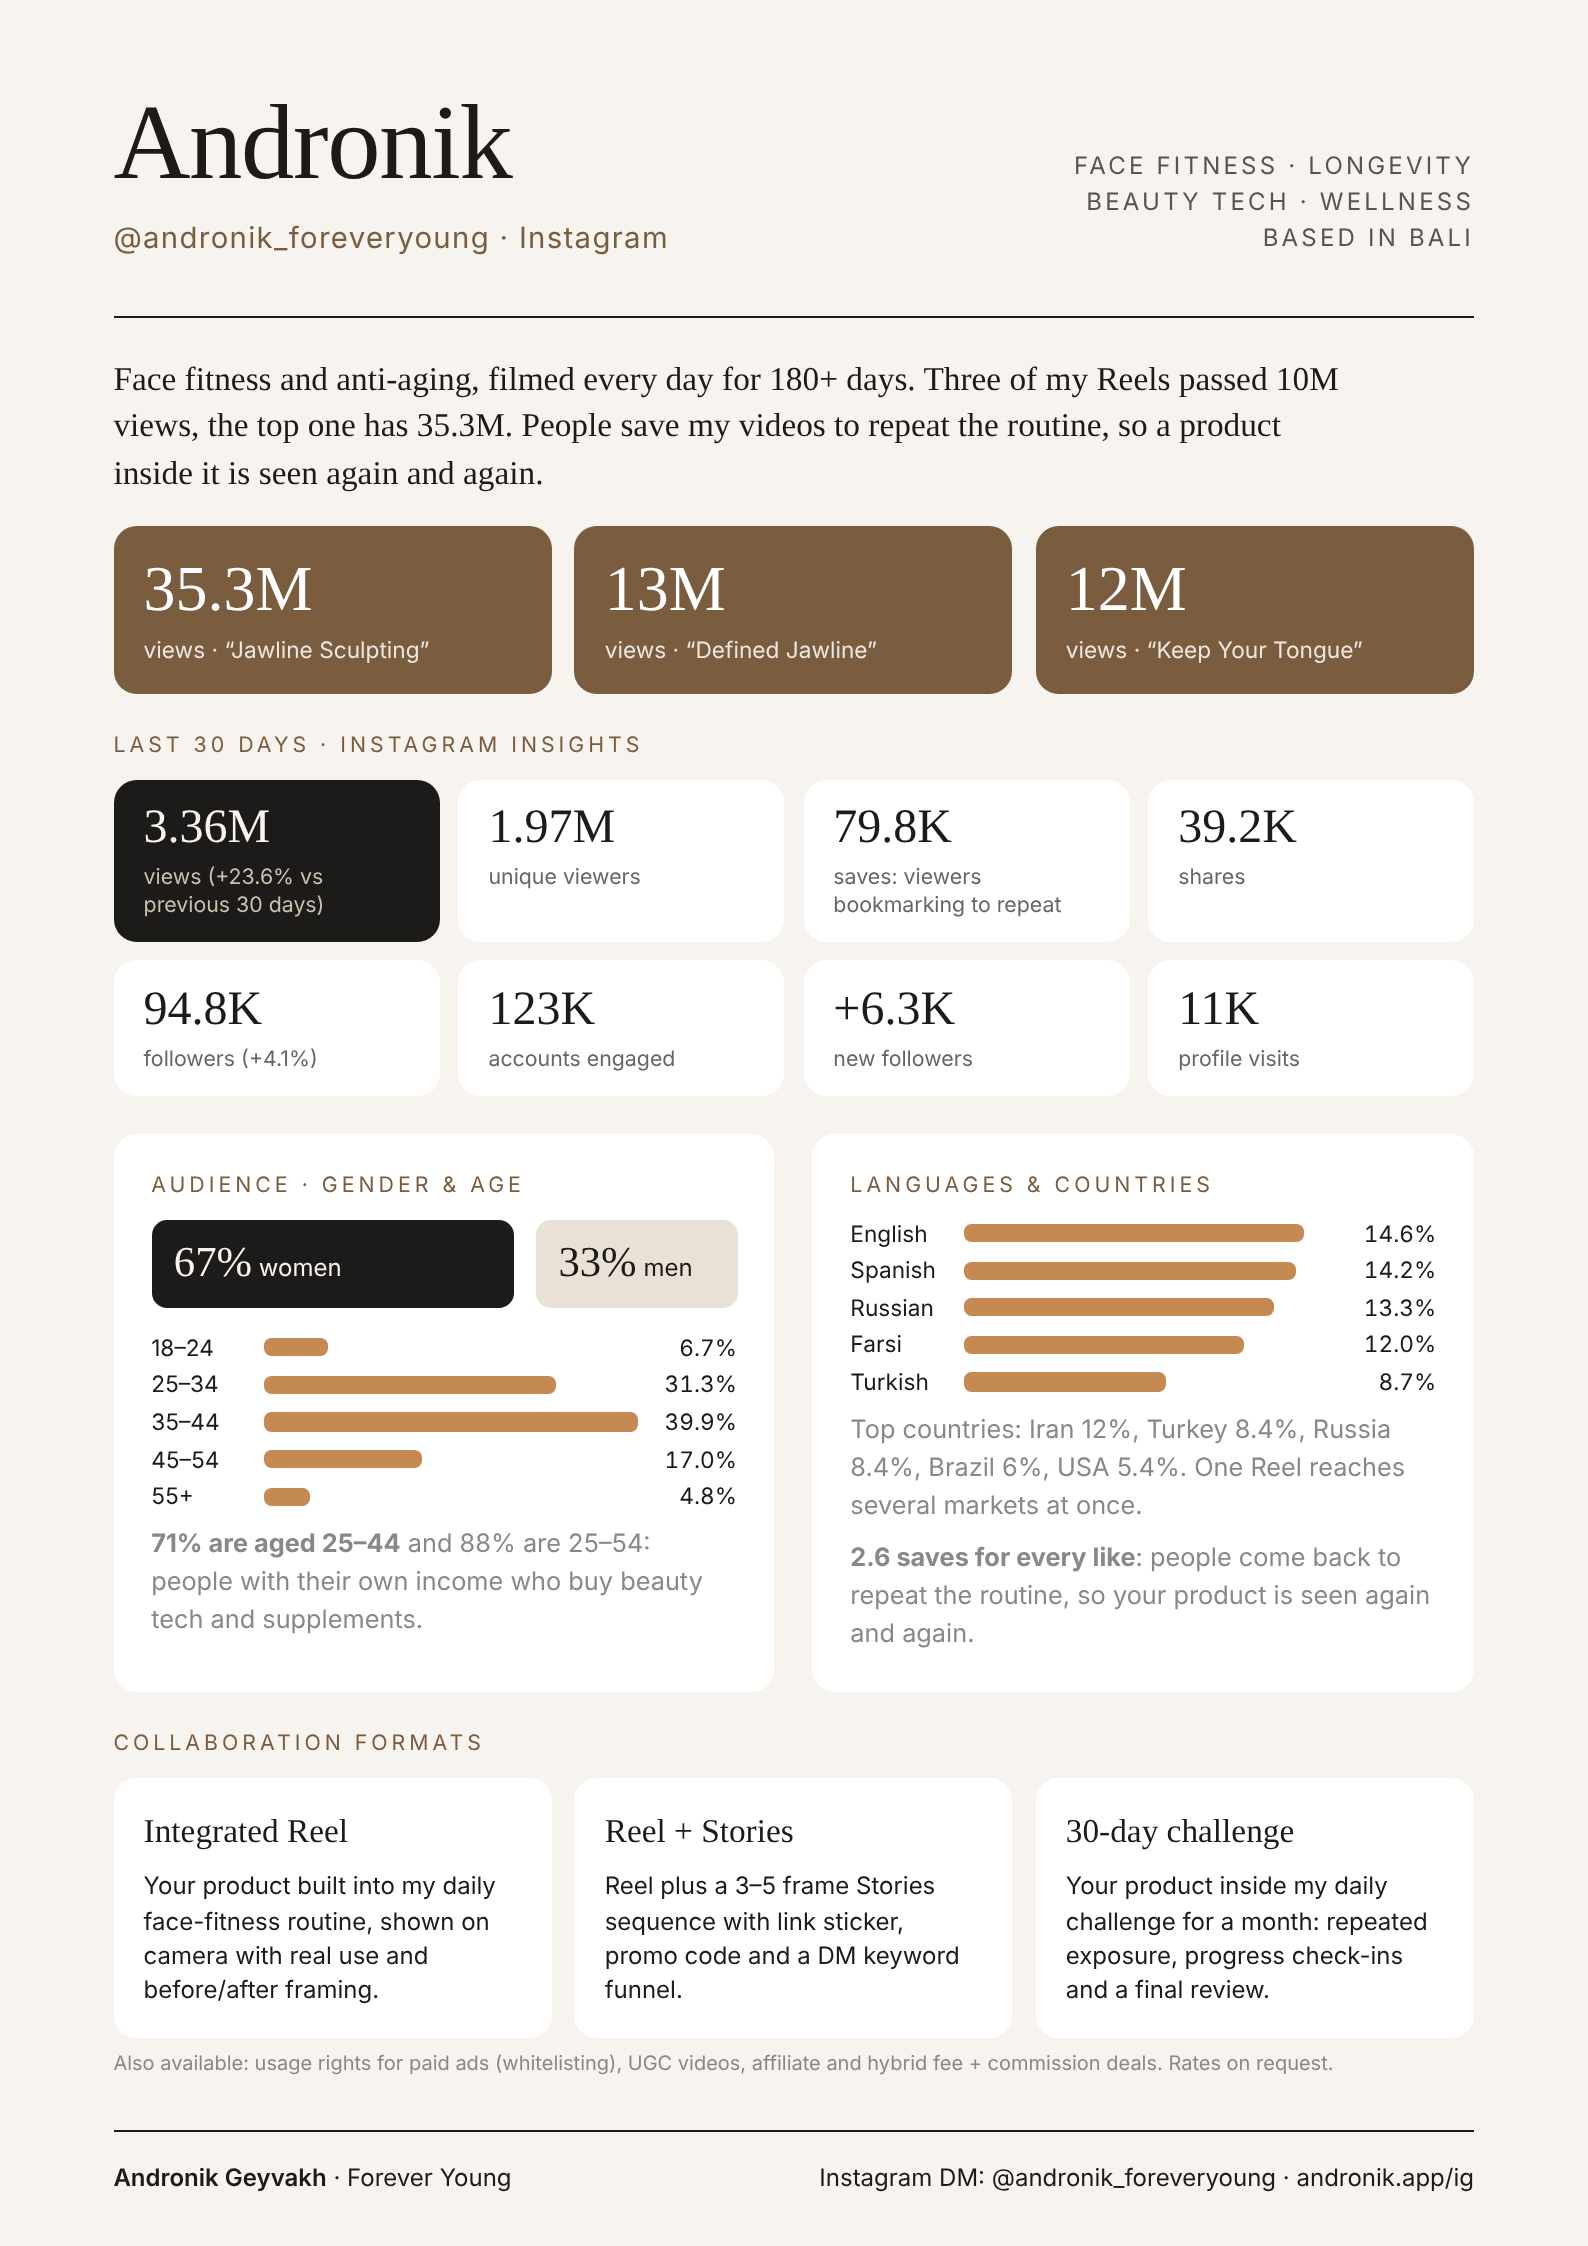 Andronik
@andronik_foreveryoung · Instagram
FACE FITNESS · LONGEVITY
BEAUTY TECH · WELLNESS
BASED IN BALI
Face fitness and anti-aging, filmed every day for 180+ days. Three of my Reels passed 10M
views, the top one has 35.3M. People save my videos to repeat the routine, so a product
inside it is seen again and again.
35.3M
views · “Jawline Sculpting”
13M
views · “Defined Jawline”
12M
views · “Keep Your Tongue”
LAST 30 DAYS · INSTAGRAM INSIGHTS
3.36M
views (+23.6% vs
previous 30 days)
1.97M
unique viewers
79.8K
saves: viewers
bookmarking to repeat
39.2K
shares
94.8K
followers (+4.1%)
123K
accounts engaged
+6.3K
new followers
11K
profile visits
AUDIENCE · GENDER & AGE
67% women
33% men
18–24 6.7%
25–34 31.3%
35–44 39.9%
45–54 17.0%
55+ 4.8%
71% are aged 25–44 and 88% are 25–54:
people with their own income who buy beauty
tech and supplements.
LANGUAGES & COUNTRIES
English 14.6%
Spanish 14.2%
Russian 13.3%
Farsi 12.0%
Turkish 8.7%
Top countries: Iran 12%, Turkey 8.4%, Russia
8.4%, Brazil 6%, USA 5.4%. One Reel reaches
several markets at once.
2.6 saves for every like: people come back to
repeat the routine, so your product is seen again
and again.
COLLABORATION FORMATS
Integrated Reel
Your product built into my daily
face-fitness routine, shown on
camera with real use and
before/after framing.
Reel + Stories
Reel plus a 3–5 frame Stories
sequence with link sticker,
promo code and a DM keyword
funnel.
30-day challenge
Your product inside my daily
challenge for a month: repeated
exposure, progress check-ins
and a final review.
Also available: usage rights for paid ads (whitelisting), UGC videos, affiliate and hybrid fee + commission deals. Rates on request.
Andronik Geyvakh · Forever Young
Instagram DM: @andronik_foreveryoung · andronik.app/ig